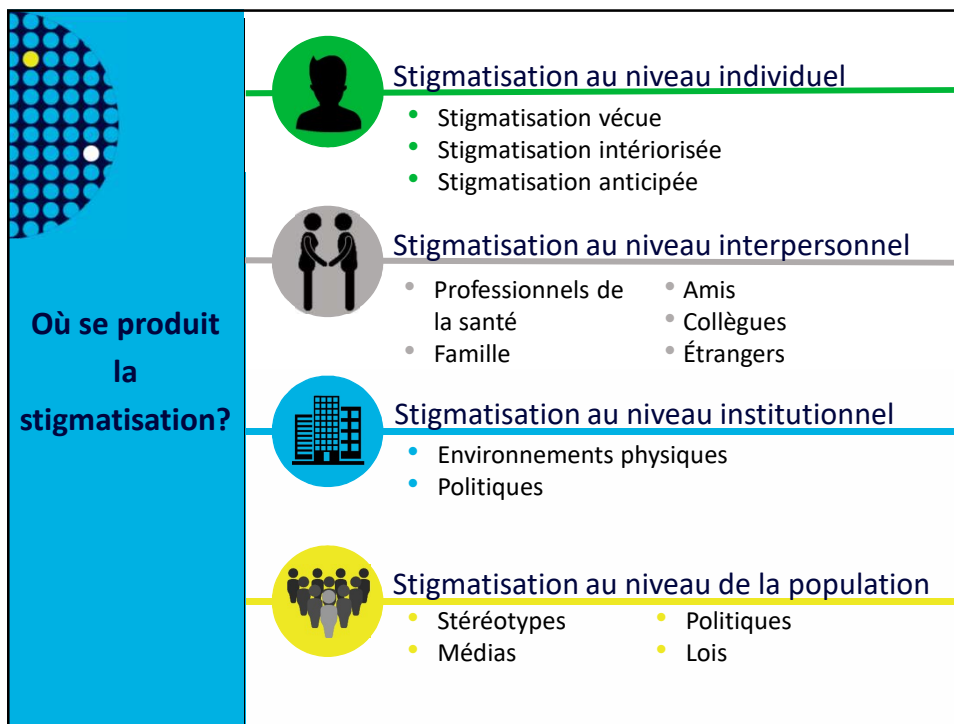 Où se produit
la
stigmatisation?
Stigmatisation au niveau individuel
• Stigmatisation vécue
• Stigmatisation intériorisée
• Stigmatisation anticipée
Stigmatisation au niveau interpersonnel
• Professionnels de
la santé
• Famille
• Amis
• Collègues
• Étrangers
Stigmatisation au niveau institutionnel
• Environnements physiques
• Politiques
Stigmatisation au niveau de la population
• Stéréotypes
• Médias
• Politiques
• Lois